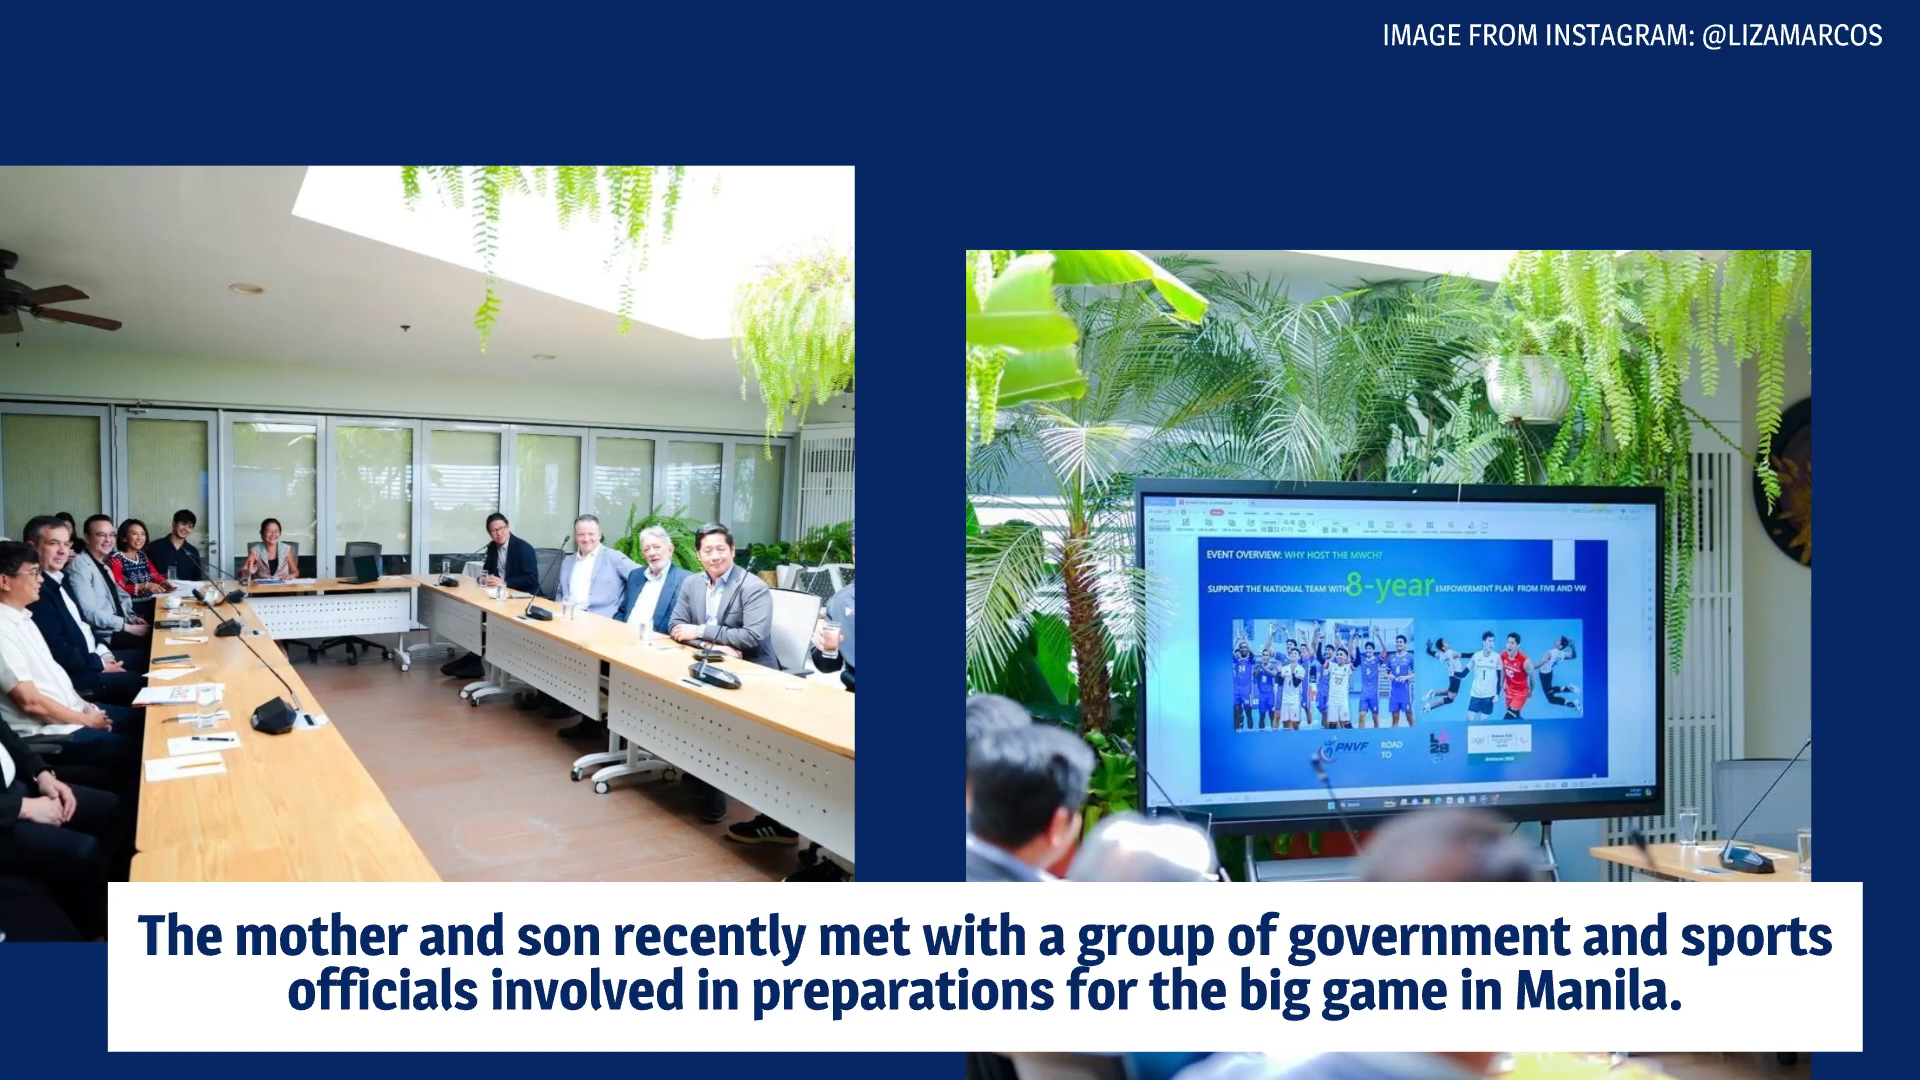 IMAGE FROM INSTAGRAM: @LIZAMARCOS
EVENT OVERVIEW: WHY HOST THE MWCH?
SUPPORT THE NATIONAL TEAM WITH 8-year EMPOWERMENT PLAN FROM FIVB AND VW
PNVF
ROAD
TO
LA
28
The mother and son recently met with a group of government and sports
officials involved in preparations for the big game in Manila.